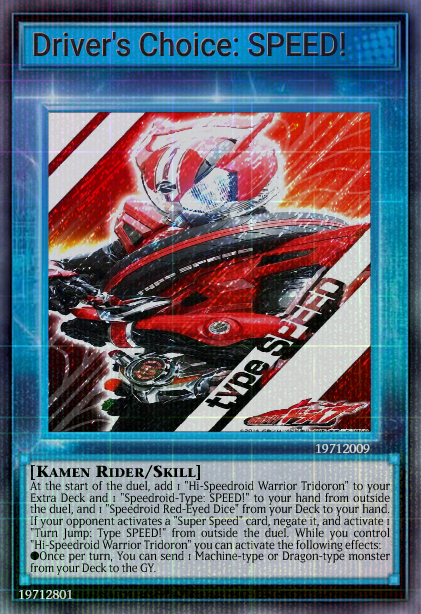 Driver's Choice: SPEED!
type SPEED
19712009
[KAMEN RIDER/SKILL]
At the start of the duel, add 1 "Hi-Speedroid Warrior Tridoron" to your
Extra Deck and 1 "Speedroid-Type: SPEED!" to your hand from outside
the duel, and 1 "Speedroid Red-Eyed Dice" from your Deck to your hand.
If your opponent activates a "Super Speed" card, negate it, and activate 1
"Turn Jump: Type SPEED!" from outside the duel. While you control
"Hi-Speedroid Warrior Tridoron" you can activate the following effects:
●Once per turn, You can send 1 Machine-type or Dragon-type monster
from your Deck to the GY.
19712801